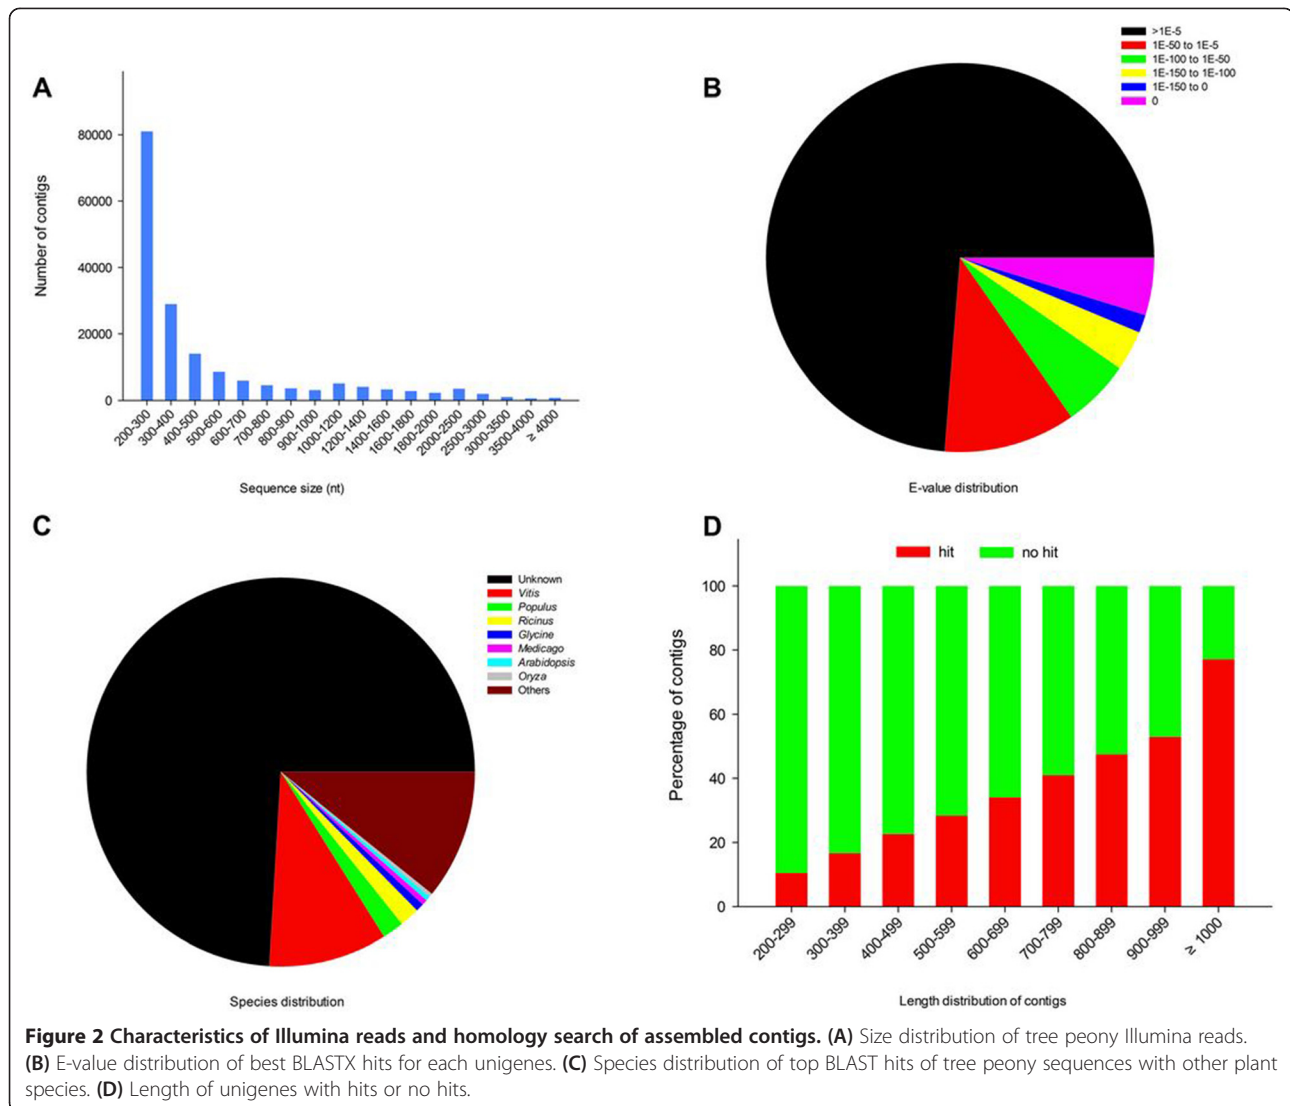 A
Number of contigs
80000
60000
40000
20000
0
200-300
300-400
400-500
500-600
600-700
700-800
800-900
900-1000
1000-1200
1200-1400
1400-1600
1600-1800
1800-2000
2000-2500
2500-3000
3000-3500
3500-4000
≥ 4000
Sequence size (nt)
B
>1E-5
1E-50 to 1E-5
1E-100 to 1E-50
1E-150 to 1E-100
1E-150 to 0
0
E-value distribution
C
Unknown
Vitis
Populus
Ricinus
Glycine
Medicago
Arabidopsis
Oryza
Others
Species distribution
D
hit
no hit
Percentage of contigs
100
80
60
40
20
0
200-299
300-399
400-499
500-599
600-699
700-799
800-899
900-999
≥ 1000
Length distribution of contigs
Figure 2 Characteristics of Illumina reads and homology search of assembled contigs. (A) Size distribution of tree peony Illumina reads.
(B) E-value distribution of best BLASTX hits for each unigenes. (C) Species distribution of top BLAST hits of tree peony sequences with other plant
species. (D) Length of unigenes with hits or no hits.